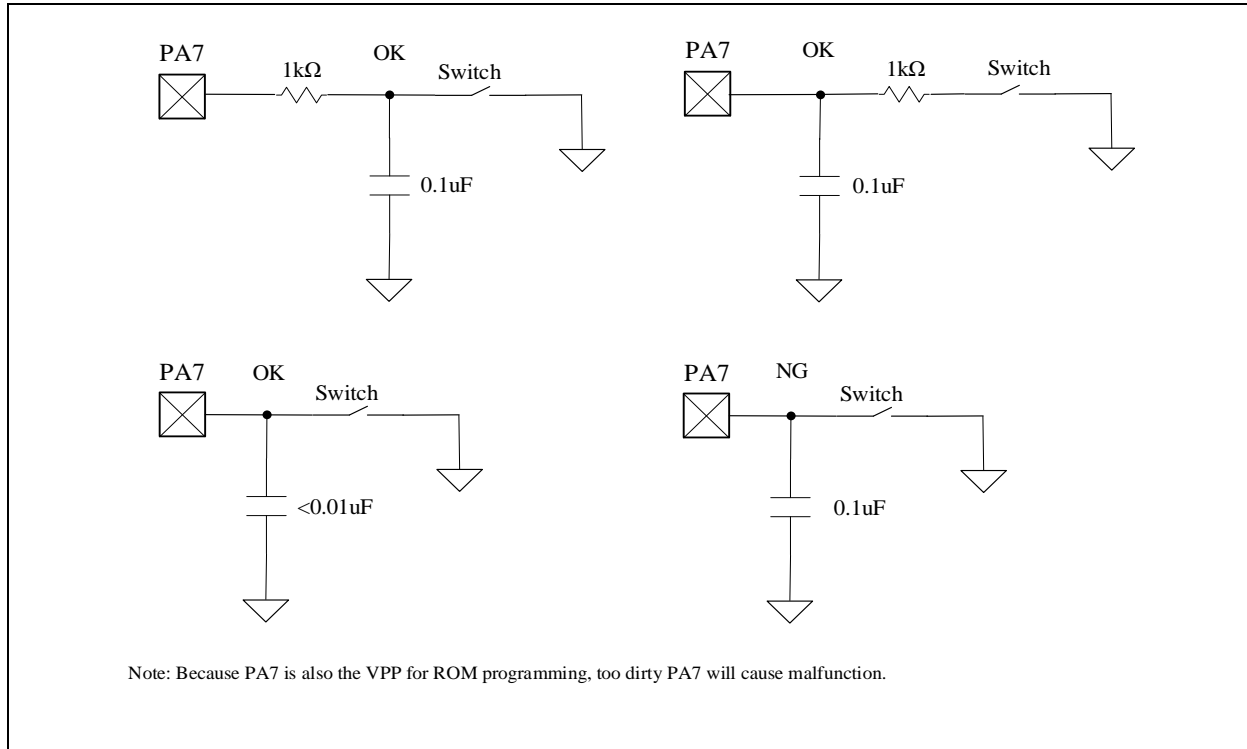 PA7
1kΩ
OK
Switch
0.1uF
PA7
OK
1kΩ
Switch
0.1uF
PA7
OK
Switch
<0.01uF
PA7
NG
Switch
0.1uF
Note: Because PA7 is also the VPP for ROM programming, too dirty PA7 will cause malfunction.